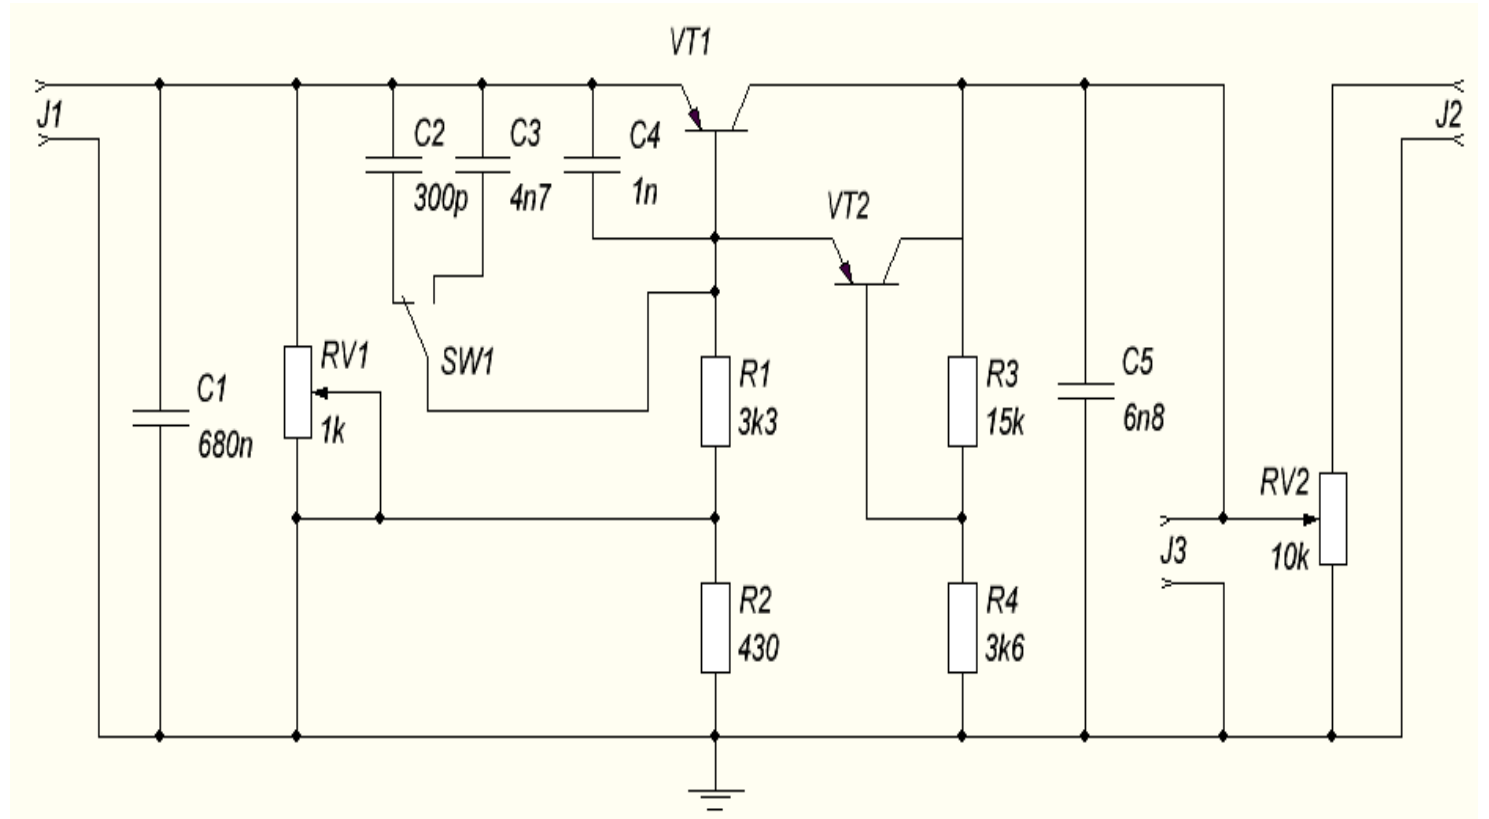 VT1
J1
C2
300p
C3
4n7
C4
1n
J2
VT2
RV1
1k
SW1
C1
680n
R1
3k3
R3
15k
C5
6n8
RV2
10k
J3
R2
430
R4
3k6